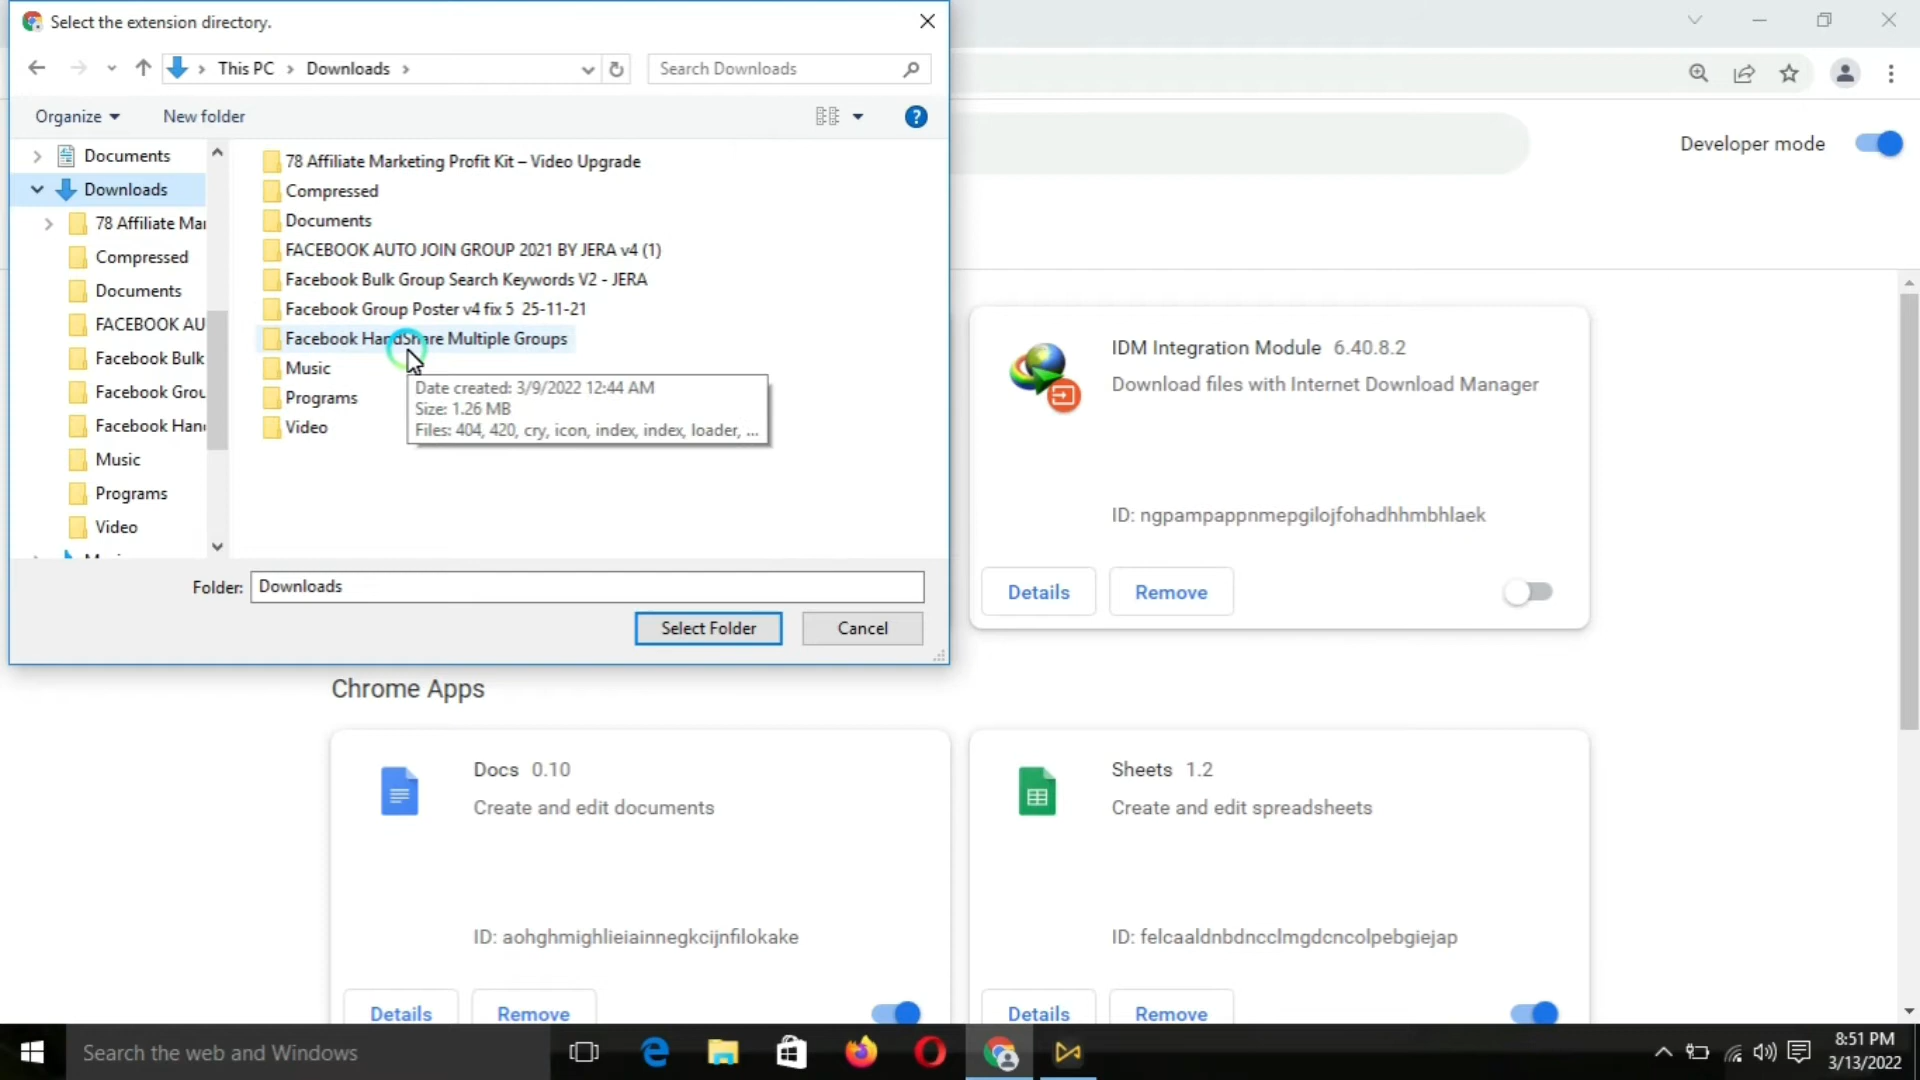 Select the extension directory.
This PC
Downloads
Search Downloads
Organize
New folder
Documents
Downloads
78 Affiliate Mar
Compressed
Documents
FACEBOOK AU
Facebook Bulk
Facebook Grou
Facebook Han
Music
Programs
Video
78 Affiliate Marketing Profit Kit – Video Upgrade
Compressed
Documents
FACEBOOK AUTO JOIN GROUP 2021 BY JERA v4 (1)
Facebook Bulk Group Search Keywords V2 - JERA
Facebook Group Poster v4 fix 5 25-11-21
Facebook HandShare Multiple Groups
Music
Programs
Video
Date created: 3/9/2022 12:44 AM
Size: 1.26 MB
Files: 404, 420, cry, icon, index, index, loader, ...
Folder: Downloads
Select Folder
Cancel
Developer mode
IDM Integration Module 6.40.8.2
Download files with Internet Download Manager
ID: ngpampappnmepgilojfohadhhmbhlaek
Details
Remove
Chrome Apps
Docs 0.10
Create and edit documents
ID: aohghmighlieiainnegkcijnfilokake
Details
Remove
Sheets 1.2
Create and edit spreadsheets
ID: felcaaldnbdncclmgdcncolpebgiejap
Details
Remove
Search the web and Windows
8:51 PM
3/13/2022